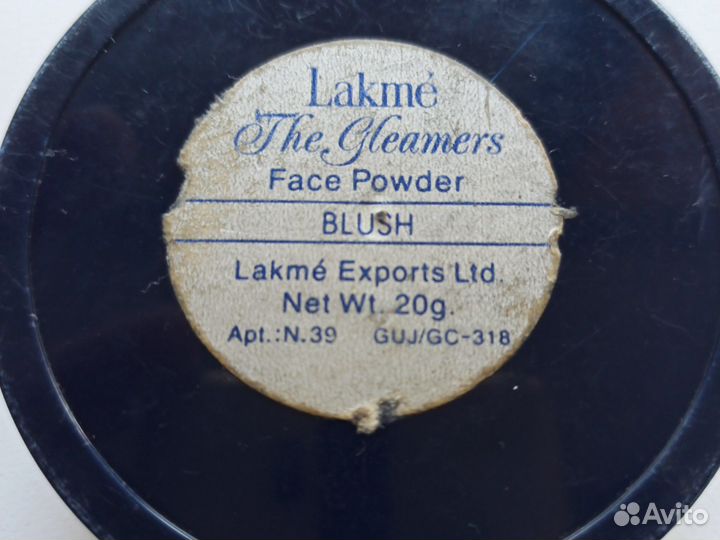 Lakmé
The Gleamers
Face Powder
BLUSH
Lakmé Exports Ltd.
Net Wt. 20g.
Apt.:N.39 GUJ/GC-318
Avito